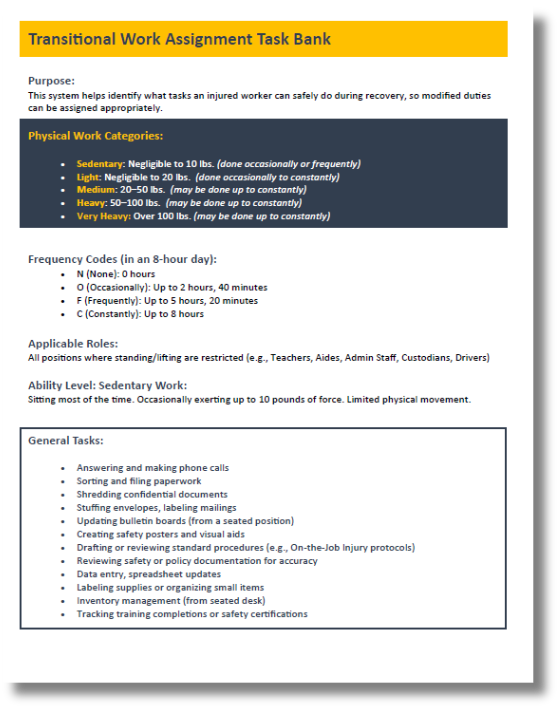 Transitional Work Assignment Task Bank
Purpose:
This system helps identify what tasks an injured worker can safely do during recovery, so modified duties
can be assigned appropriately.
Physical Work Categories:
• Sedentary: Negligible to 10 lbs. (done occasionally or frequently)
• Light: Negligible to 20 lbs. (done occasionally to constantly)
• Medium: 20–50 lbs. (may be done up to constantly)
• Heavy: 50–100 lbs. (may be done up to constantly)
• Very Heavy: Over 100 lbs. (may be done up to constantly)
Frequency Codes (in an 8-hour day):
• N (None): 0 hours
• O (Occasionally): Up to 2 hours, 40 minutes
• F (Frequently): Up to 5 hours, 20 minutes
• C (Constantly): Up to 8 hours
Applicable Roles:
All positions where standing/lifting are restricted (e.g., Teachers, Aides, Admin Staff, Custodians, Drivers)
Ability Level: Sedentary Work:
Sitting most of the time. Occasionally exerting up to 10 pounds of force. Limited physical movement.
General Tasks:
• Answering and making phone calls
• Sorting and filing paperwork
• Shredding confidential documents
• Stuffing envelopes, labeling mailings
• Updating bulletin boards (from a seated position)
• Creating safety posters and visual aids
• Drafting or reviewing standard procedures (e.g., On-the-Job Injury protocols)
• Reviewing safety or policy documentation for accuracy
• Data entry, spreadsheet updates
• Labeling supplies or organizing small items
• Inventory management (from seated desk)
• Tracking training completions or safety certifications